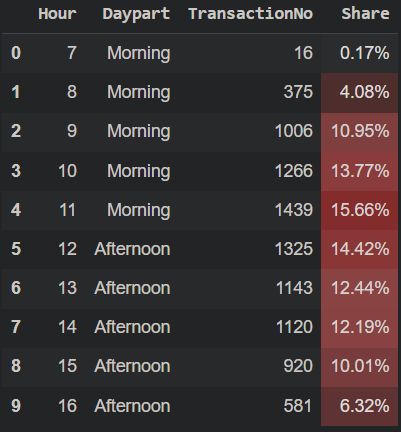 Hour Daypart TransactionNo Share
0 7 Morning 16 0.17%
1 8 Morning 375 4.08%
2 9 Morning 1006 10.95%
3 10 Morning 1266 13.77%
4 11 Morning 1439 15.66%
5 12 Afternoon 1325 14.42%
6 13 Afternoon 1143 12.44%
7 14 Afternoon 1120 12.19%
8 15 Afternoon 920 10.01%
9 16 Afternoon 581 6.32%